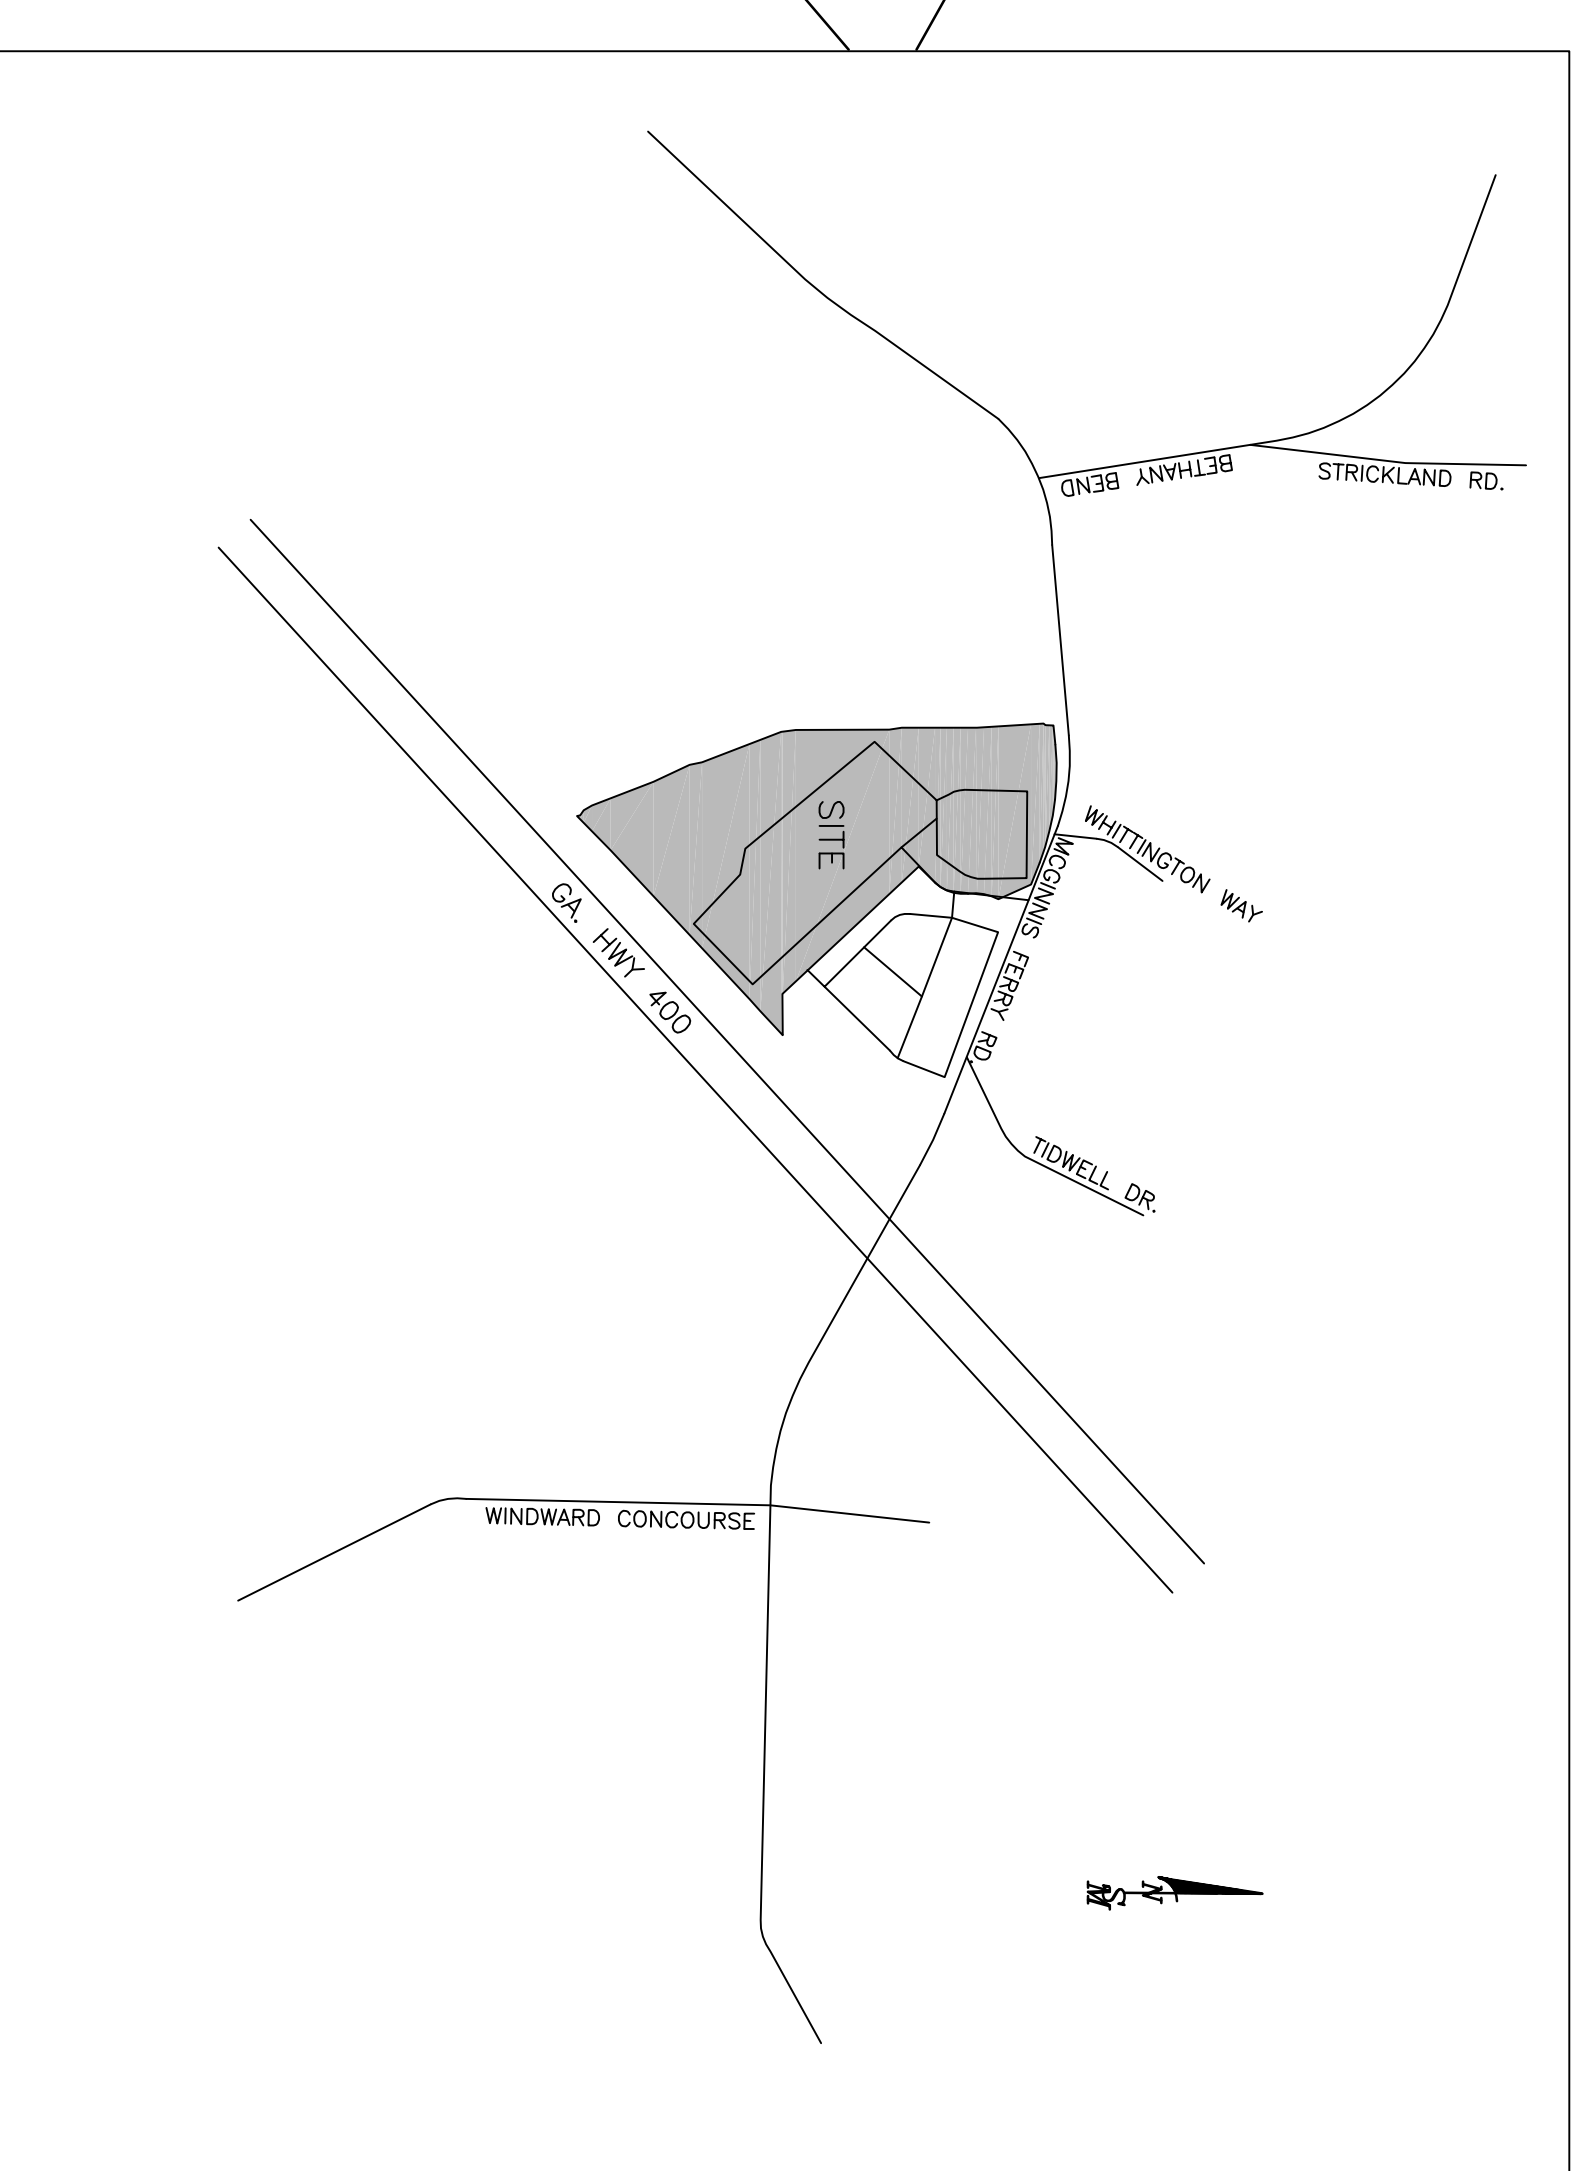 BETHANY BEND
STRICKLAND RD.
WHITTINGTON WAY
SITE
MCGINNIS FERRY RD.
GA. HWY 400
TIDWELL DR.
WINDWARD CONCOURSE
N
S